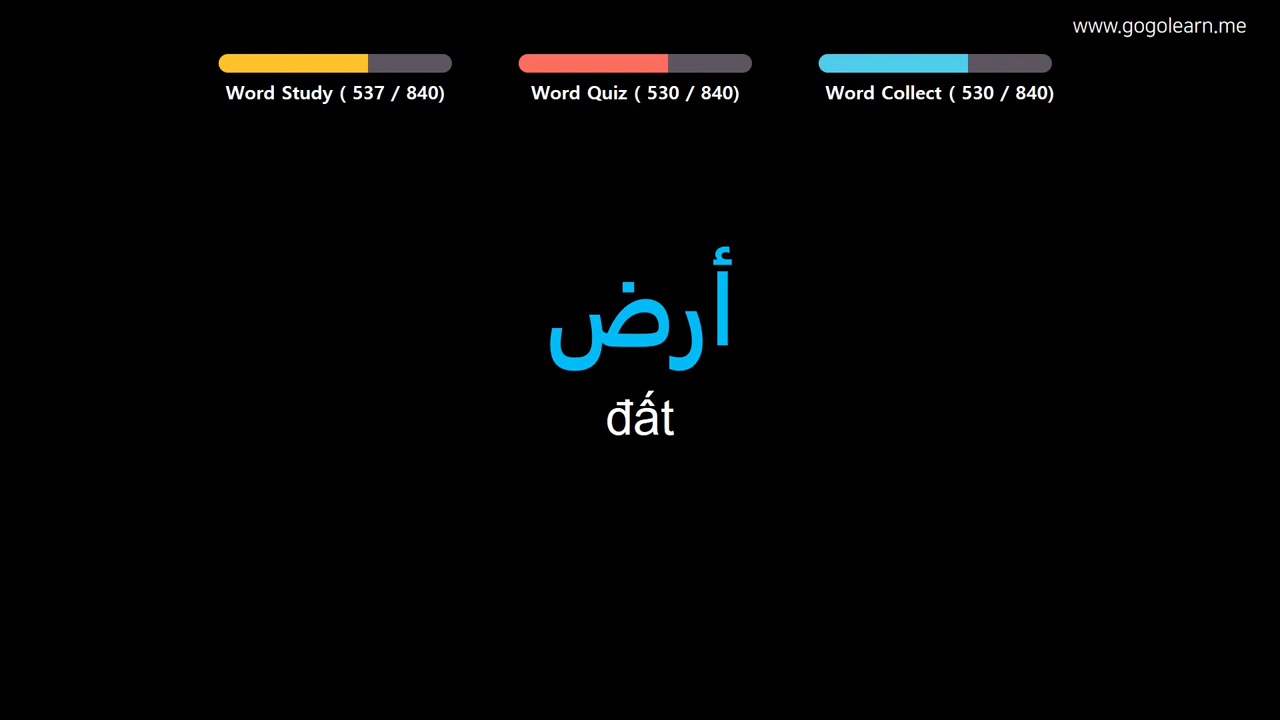 www.gogolearn.me
Word Study ( 537 / 840)
Word Quiz ( 530 / 840)
Word Collect ( 530 / 840)
أرض
đất